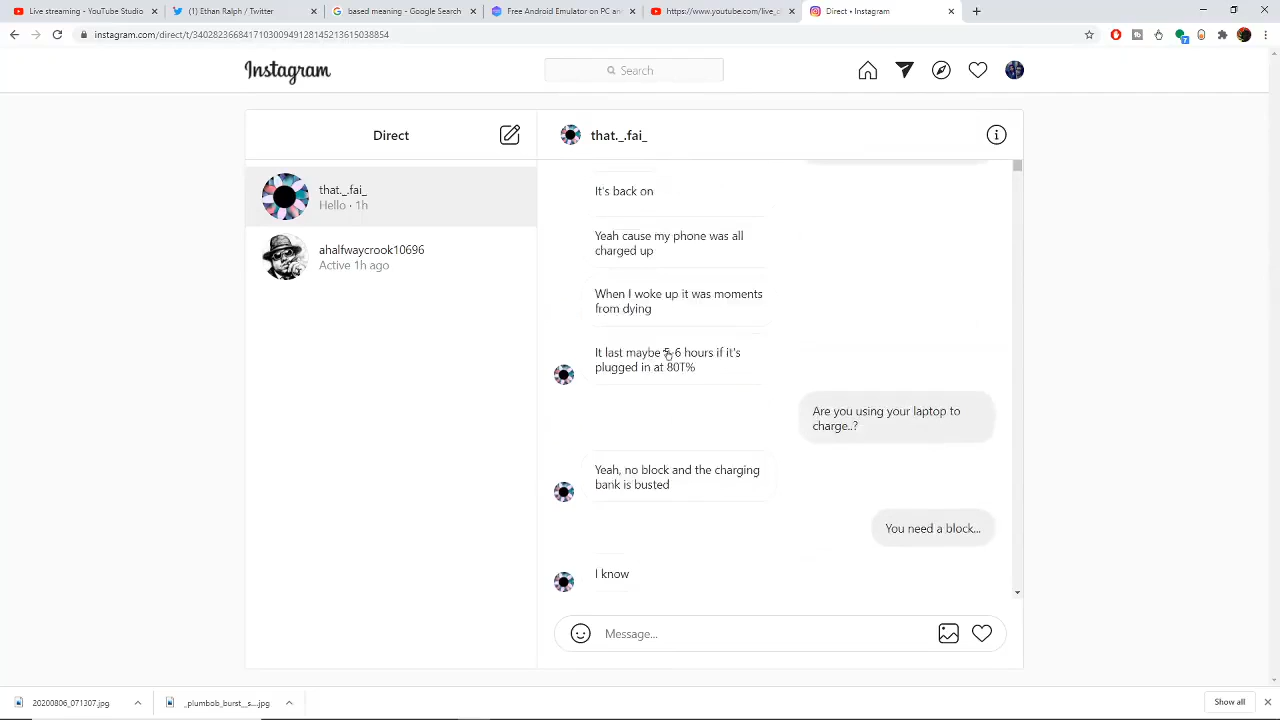 Live streaming - YouTube Studio
(1) Ethan Ralph / Twitter
based meaning - Google Search
Free Android Emulator on PC an
https://www.youtube.com/live_c
Direct • Instagram
instagram.com/direct/t/340282366841710300949128145213615038854
Instagram
Search
Direct
that._.fai_
that._.fai_
Hello · 1h
ahalfwaycrook10696
Active 1h ago
It's back on
Yeah cause my phone was all
charged up
When I woke up it was moments
from dying
It last maybe 5-6 hours if it's
plugged in at 80T%
Are you using your laptop to
charge..?
Yeah, no block and the charging
bank is busted
You need a block...
I know
Message...
20200806_071307.jpg
_plumbob_burst__s....jpg
Show all